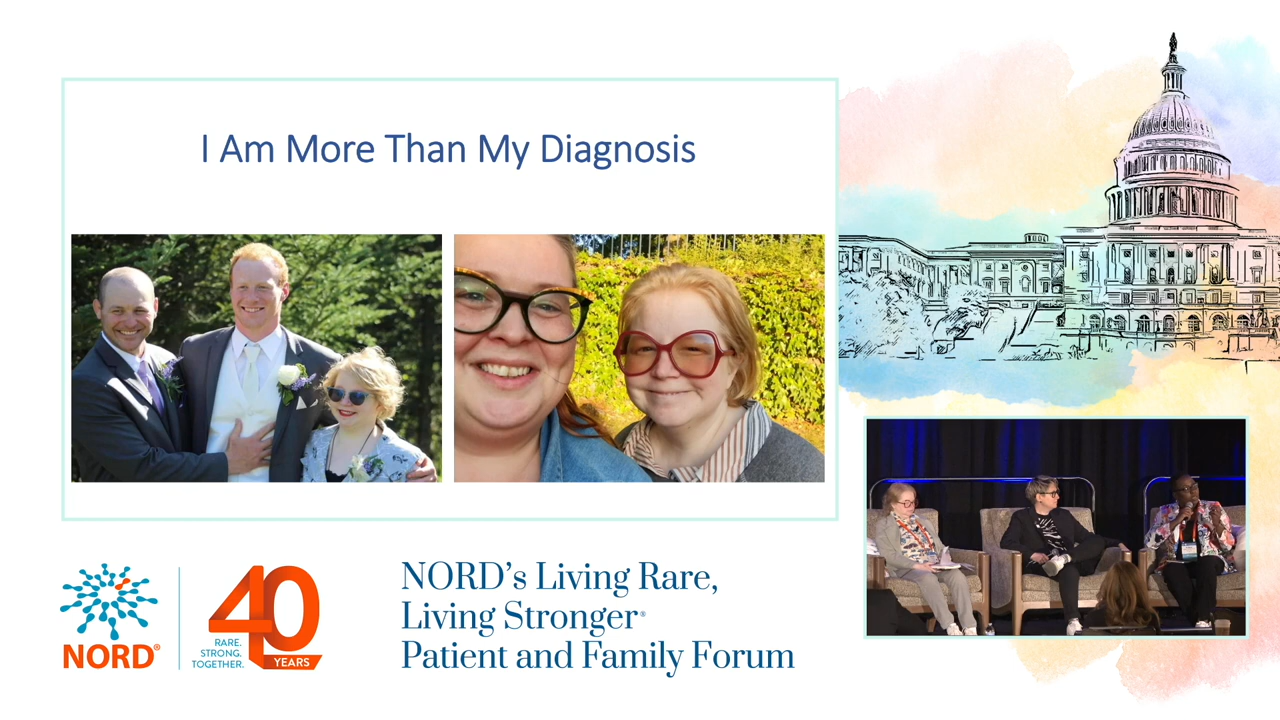 I Am More Than My Diagnosis
NORD®
40
RARE.
STRONG.
TOGETHER.
YEARS
NORD's Living Rare,
Living Stronger®
Patient and Family Forum